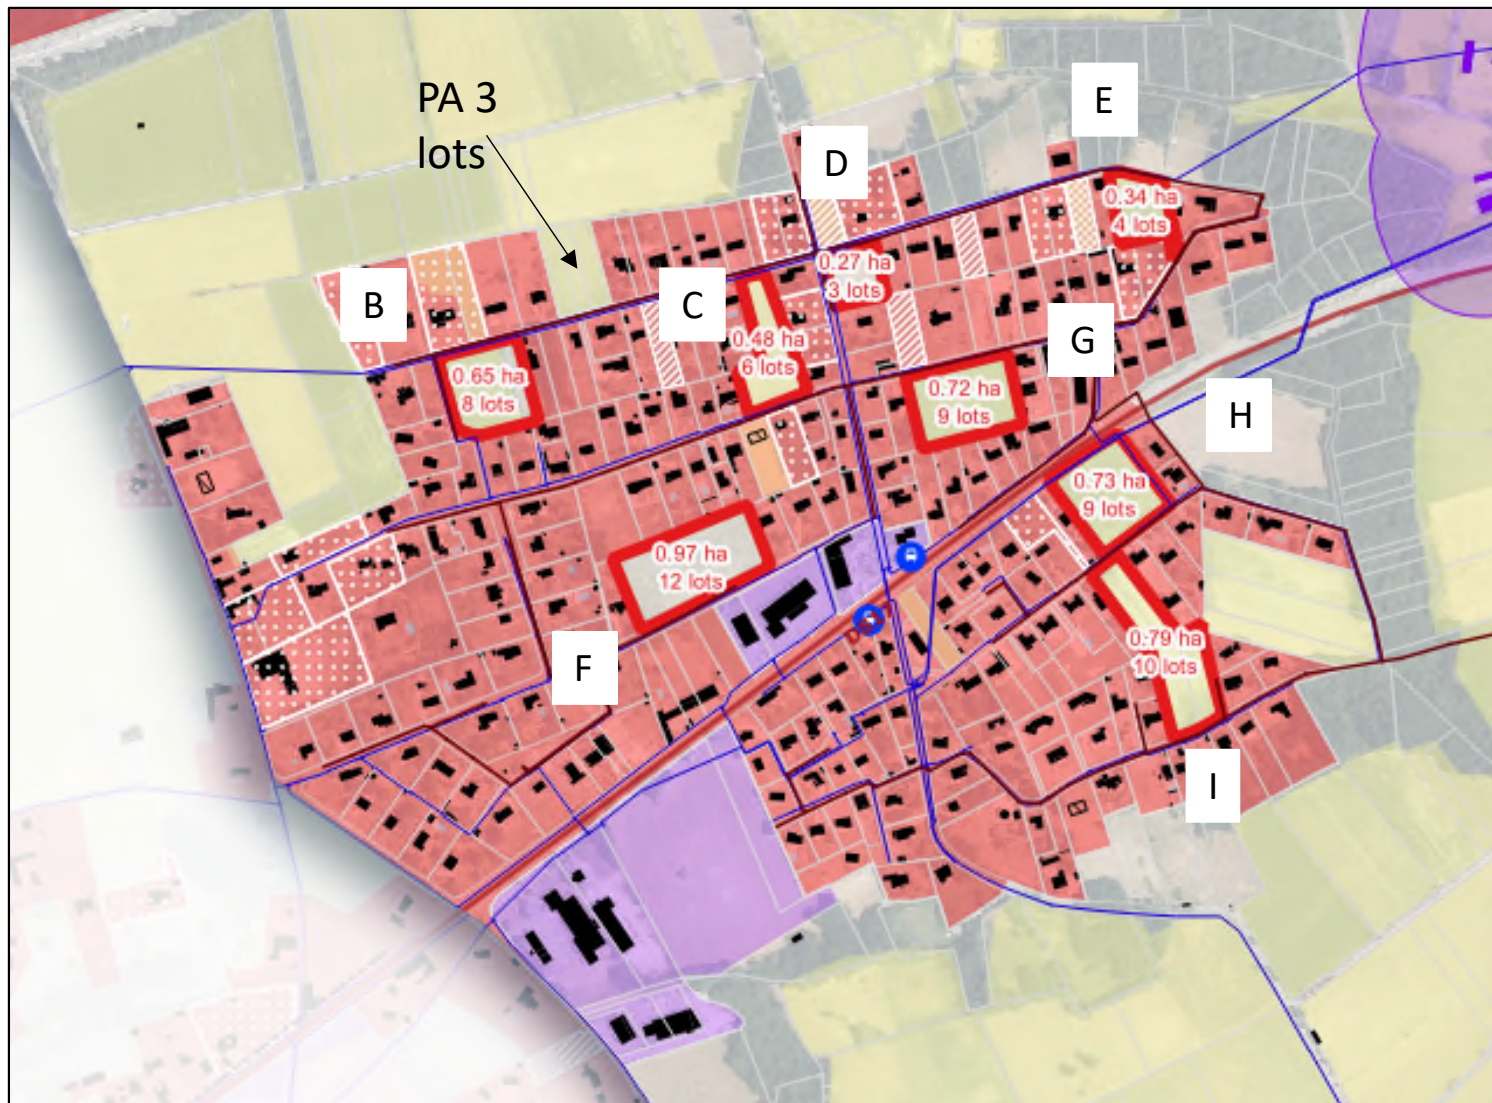 PA 3
lots
E
D
0.34 ha
4 lots
B
C
0.27 ha
3 lots
G
0.48 ha
6 lots
0.65 ha
8 lots
0.72 ha
9 lots
H
0.73 ha
9 lots
0.97 ha
12 lots
F
0.79 ha
10 lots
I